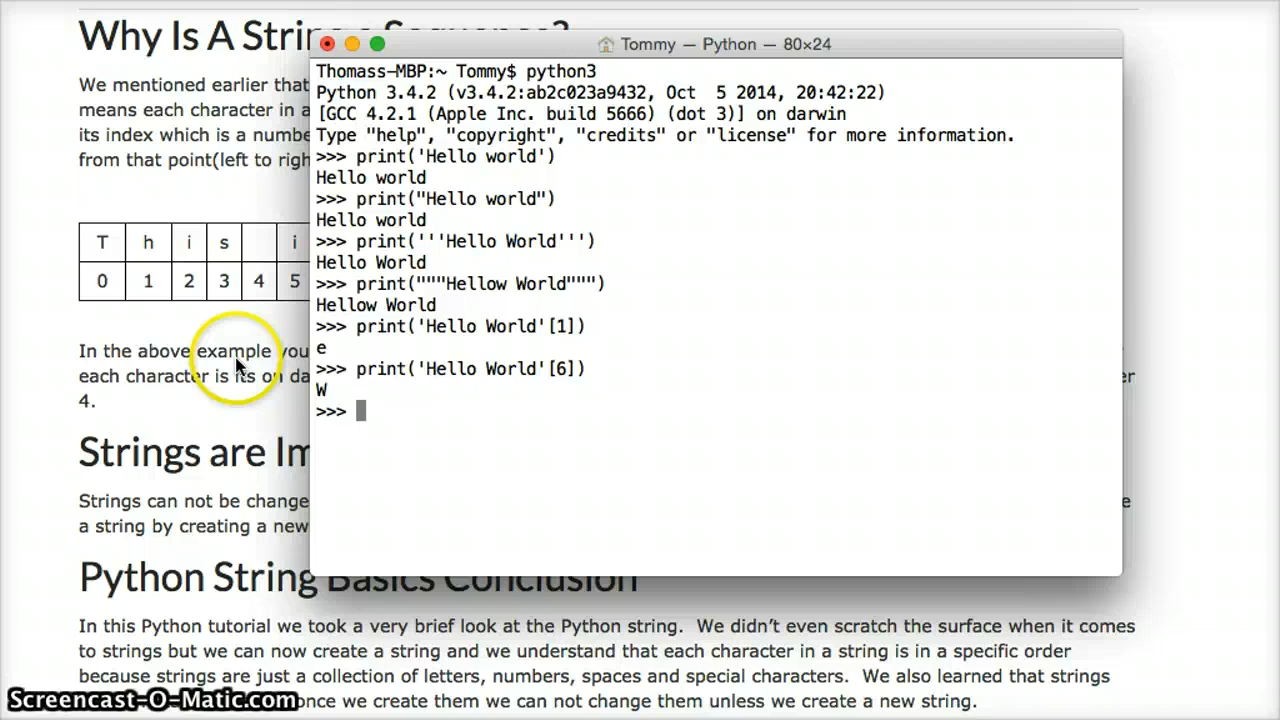 Why Is A String a Sequence?
We mentioned earlier that
means each character in a
its index which is a numbe
from that point(left to righ
T h i s i
0 1 2 3 4 5
In the above example you
each character is its on da
er
4.
Strings are Im
Strings can not be change
e
a string by creating a new
Python String Basics Conclusion
In this Python tutorial we took a very brief look at the Python string. We didn’t even scratch the surface when it comes
to strings but we can now create a string and we understand that each character in a string is in a specific order
because strings are just a collection of letters, numbers, spaces and special characters. We also learned that strings
once we create them we can not change them unless we create a new string.
Tommy — Python — 80×24
Thomass-MBP:~ Tommy$ python3
Python 3.4.2 (v3.4.2:ab2c023a9432, Oct 5 2014, 20:42:22)
[GCC 4.2.1 (Apple Inc. build 5666) (dot 3)] on darwin
Type "help", "copyright", "credits" or "license" for more information.
>>> print('Hello world')
Hello world
>>> print("Hello world")
Hello world
>>> print('''Hello World''')
Hello World
>>> print("""Hellow World""")
Hellow World
>>> print('Hello World'[1])
e
>>> print('Hello World'[6])
W
>>>
Screencast-O-Matic.com